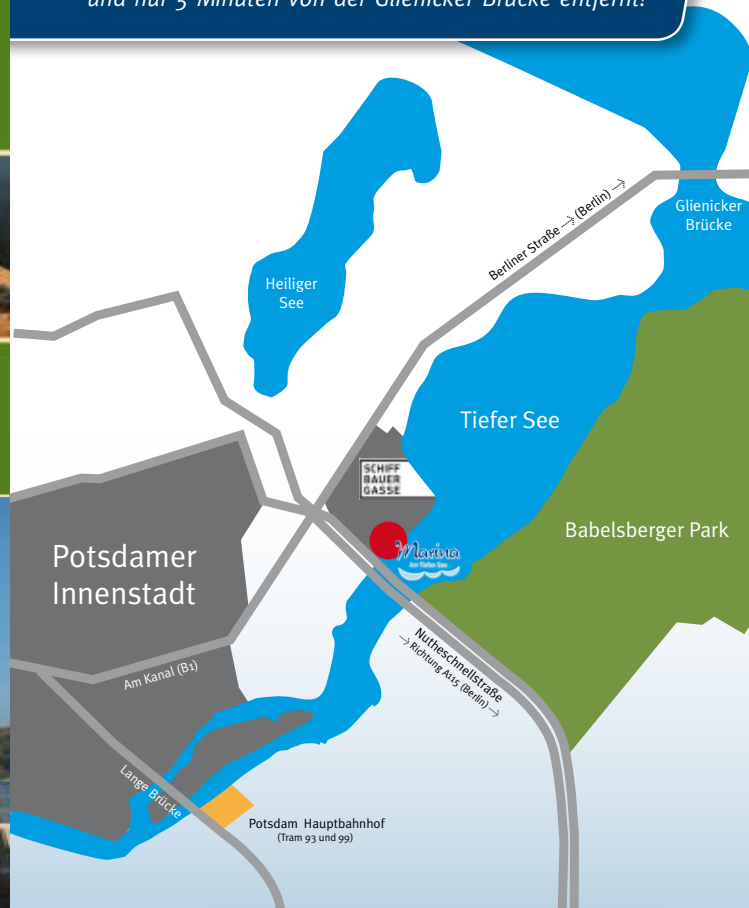 und nur 5 Minuten von der Glienicker Brücke entfernt!
Glienicker
Brücke
Berliner Straße → (Berlin) →
Heiliger
See
Tiefer See
SCHIFF
BAUER
GASSE
Babelsberger Park
Marina
Am Tiefer See
Potsdamer
Innenstadt
Nutheschnellstraße
→ Richtung A115 (Berlin) →
Am Kanal (B1)
Lange Brücke
Potsdam Hauptbahnhof
(Tram 93 und 99)